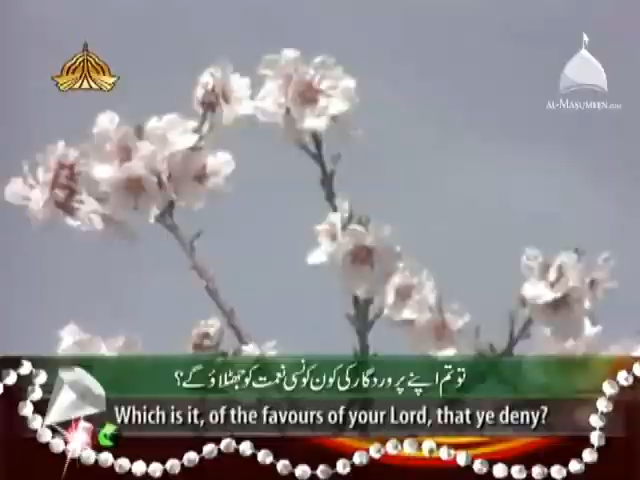 AL-MASUMEEN.com
تو تم اپنے پروردگار کی کون کونسی نعمت کو جھٹلاؤ گے؟
Which is it, of the favours of your Lord, that ye deny?